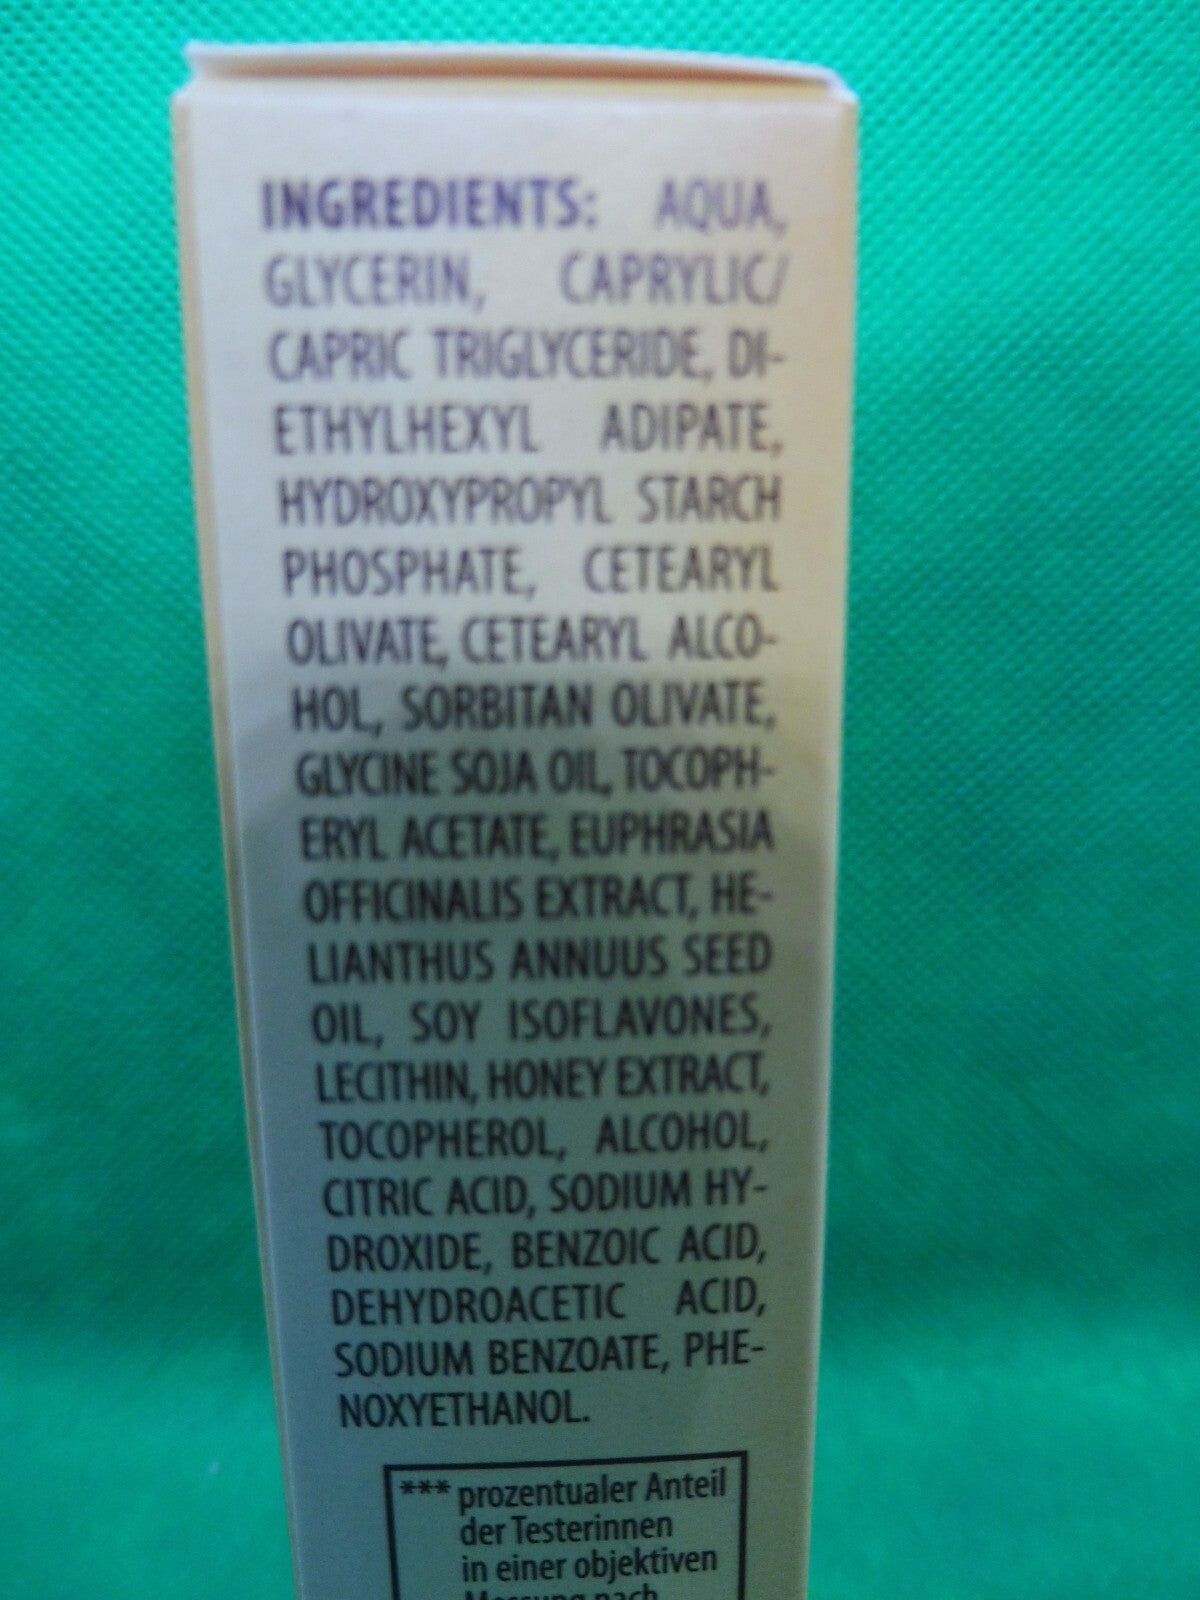 INGREDIENTS: AQUA,
GLYCERIN, CAPRYLIC/
CAPRIC TRIGLYCERIDE, DI-
ETHYLHEXYL ADIPATE,
HYDROXYPROPYL STARCH
PHOSPHATE, CETEARYL
OLIVATE, CETEARYL ALCO-
HOL, SORBITAN OLIVATE,
GLYCINE SOJA OIL, TOCOPH-
ERYL ACETATE, EUPHRASIA
OFFICINALIS EXTRACT, HE-
LIANTHUS ANNUUS SEED
OIL, SOY ISOFLAVONES,
LECITHIN, HONEY EXTRACT,
TOCOPHEROL, ALCOHOL,
CITRIC ACID, SODIUM HY-
DROXIDE, BENZOIC ACID,
DEHYDROACETIC ACID,
SODIUM BENZOATE, PHE-
NOXYETHANOL.
*** prozentualer Anteil
der Testerinnen
in einer objektiven
Messung nach